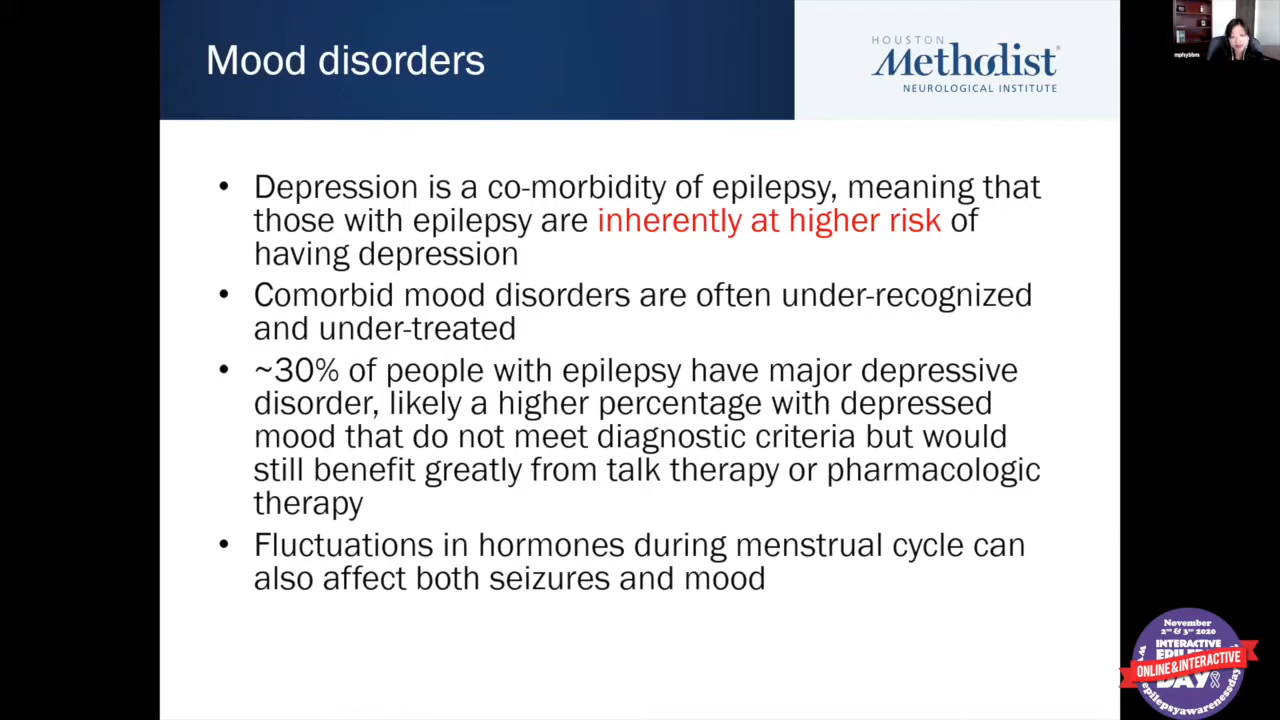 Mood disorders
HOUSTON
Methodist
NEUROLOGICAL INSTITUTE
mphybbms
• Depression is a co-morbidity of epilepsy, meaning that
those with epilepsy are inherently at higher risk of
having depression
• Comorbid mood disorders are often under-recognized
and under-treated
• ~30% of people with epilepsy have major depressive
disorder, likely a higher percentage with depressed
mood that do not meet diagnostic criteria but would
still benefit greatly from talk therapy or pharmacologic
therapy
• Fluctuations in hormones during menstrual cycle can
also affect both seizures and mood
November
2ND & 3RD 2020
INTERACTIVE
ONLINE & INTERACTIVE
DAY
epilepsyawarenessday